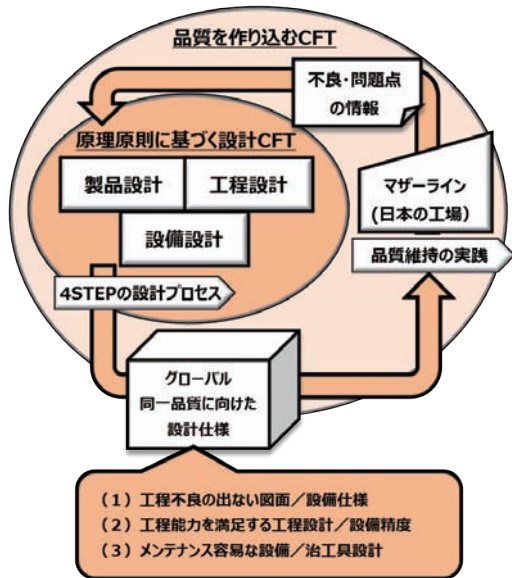 品質を作り込むCFT
不良・問題点
の情報
原理原則に基づく設計CFT
製品設計
工程設計
設備設計
マザーライン
(日本の工場)
品質維持の実践
4STEPの設計プロセス
グローバル
同一品質に向けた
設計仕様
(1) 工程不良の出ない図面/設備仕様
(2) 工程能力を満足する工程設計/設備精度
(3) メンテナンス容易な設備/治工具設計